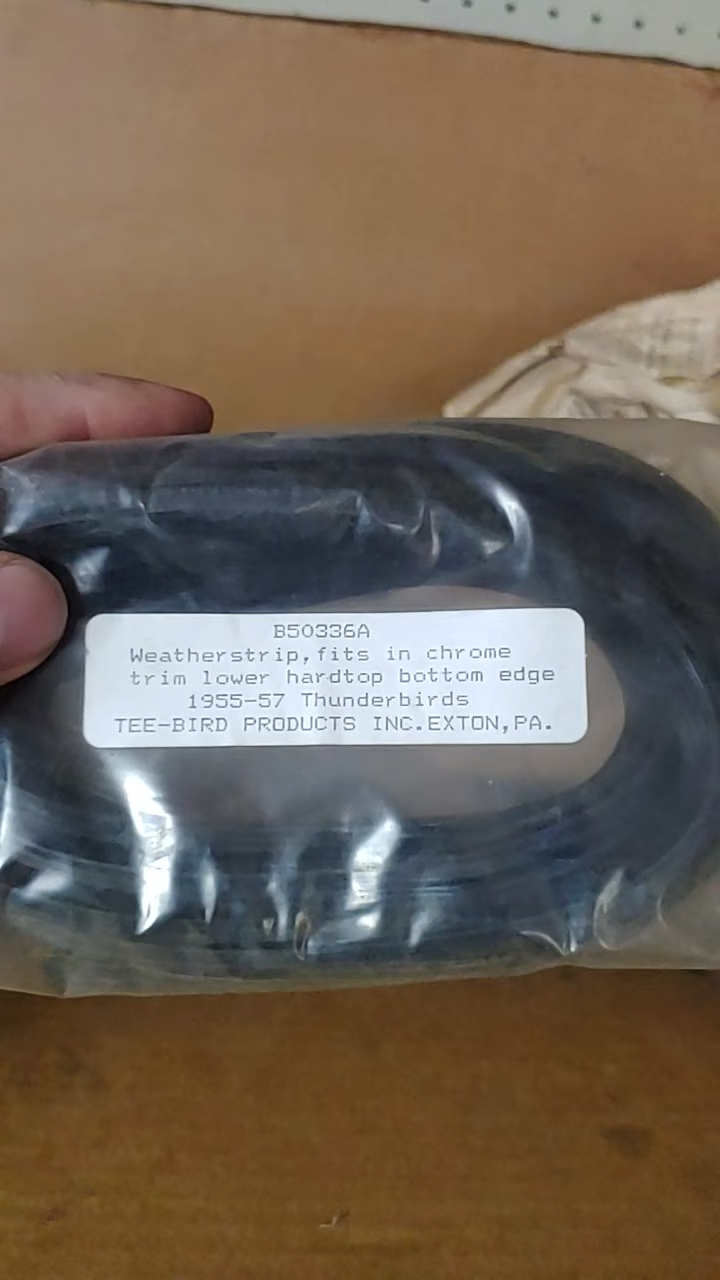 B50336A
Weatherstrip,fits in chrome
trim lower hardtop bottom edge
1955-57 Thunderbirds
TEE-BIRD PRODUCTS INC.EXTON,PA.